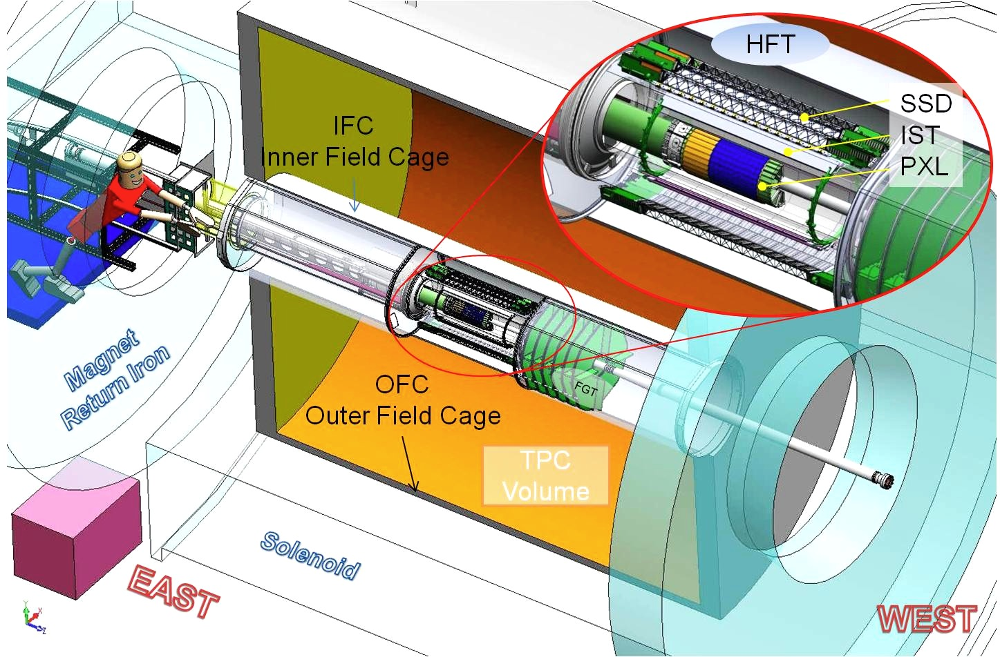 HFT
SSD
IST
PXL
IFC
Inner Field Cage
Magnet
Return Iron
OFC
Outer Field Cage
FGT
TPC
Volume
Solenoid
EAST
WEST
Y
X
Z